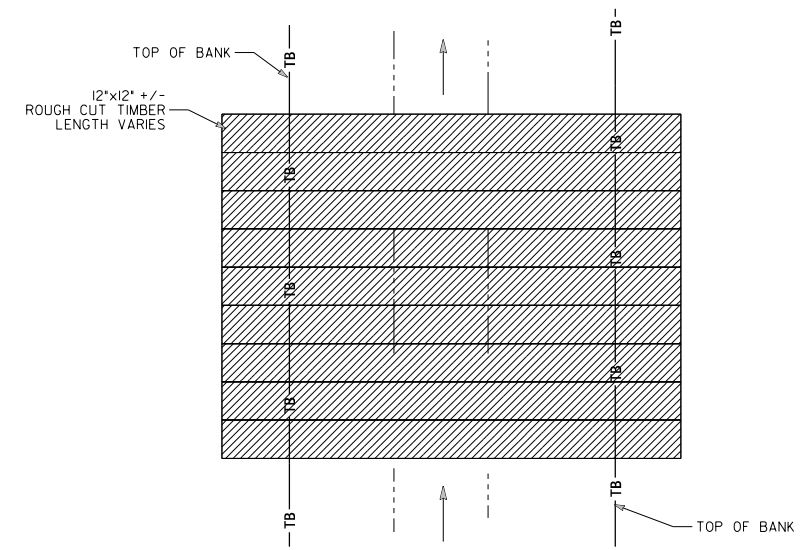 TB
TB
TOP OF BANK
12"x12" +/-
ROUGH CUT TIMBER
LENGTH VARIES
TB
TB
TB
TB
TB
TB
TB
TB
TOP OF BANK